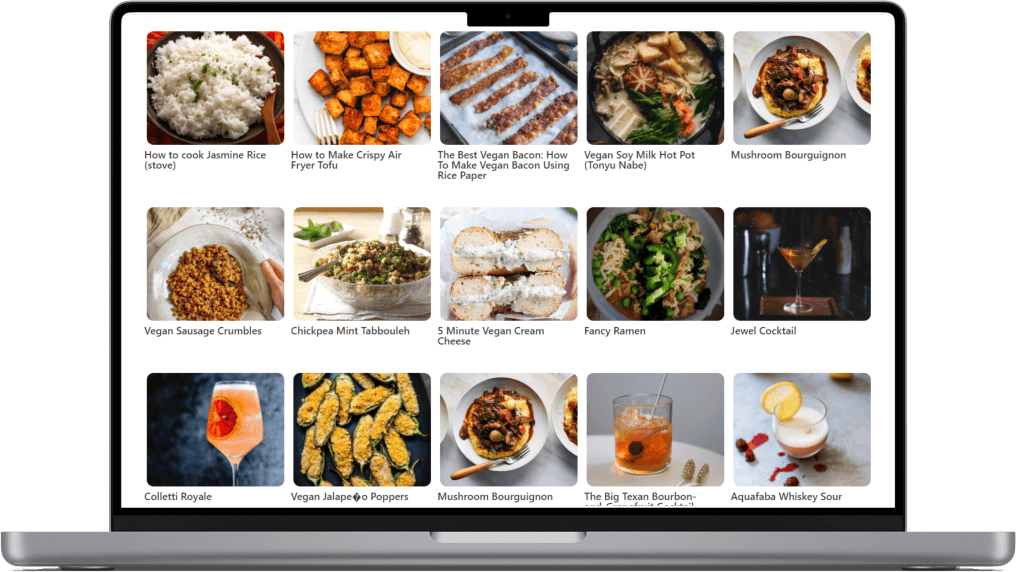 How to cook Jasmine Rice
(stove)
How to Make Crispy Air
Fryer Tofu
The Best Vegan Bacon: How
To Make Vegan Bacon Using
Rice Paper
Vegan Soy Milk Hot Pot
(Tonyu Nabe)
Mushroom Bourguignon
Vegan Sausage Crumbles
Chickpea Mint Tabbouleh
5 Minute Vegan Cream
Cheese
Fancy Ramen
Jewel Cocktail
Colletti Royale
Vegan Jalape�o Poppers
Mushroom Bourguignon
The Big Texan Bourbon-
and-Grapefruit Cocktail
Aquafaba Whiskey Sour